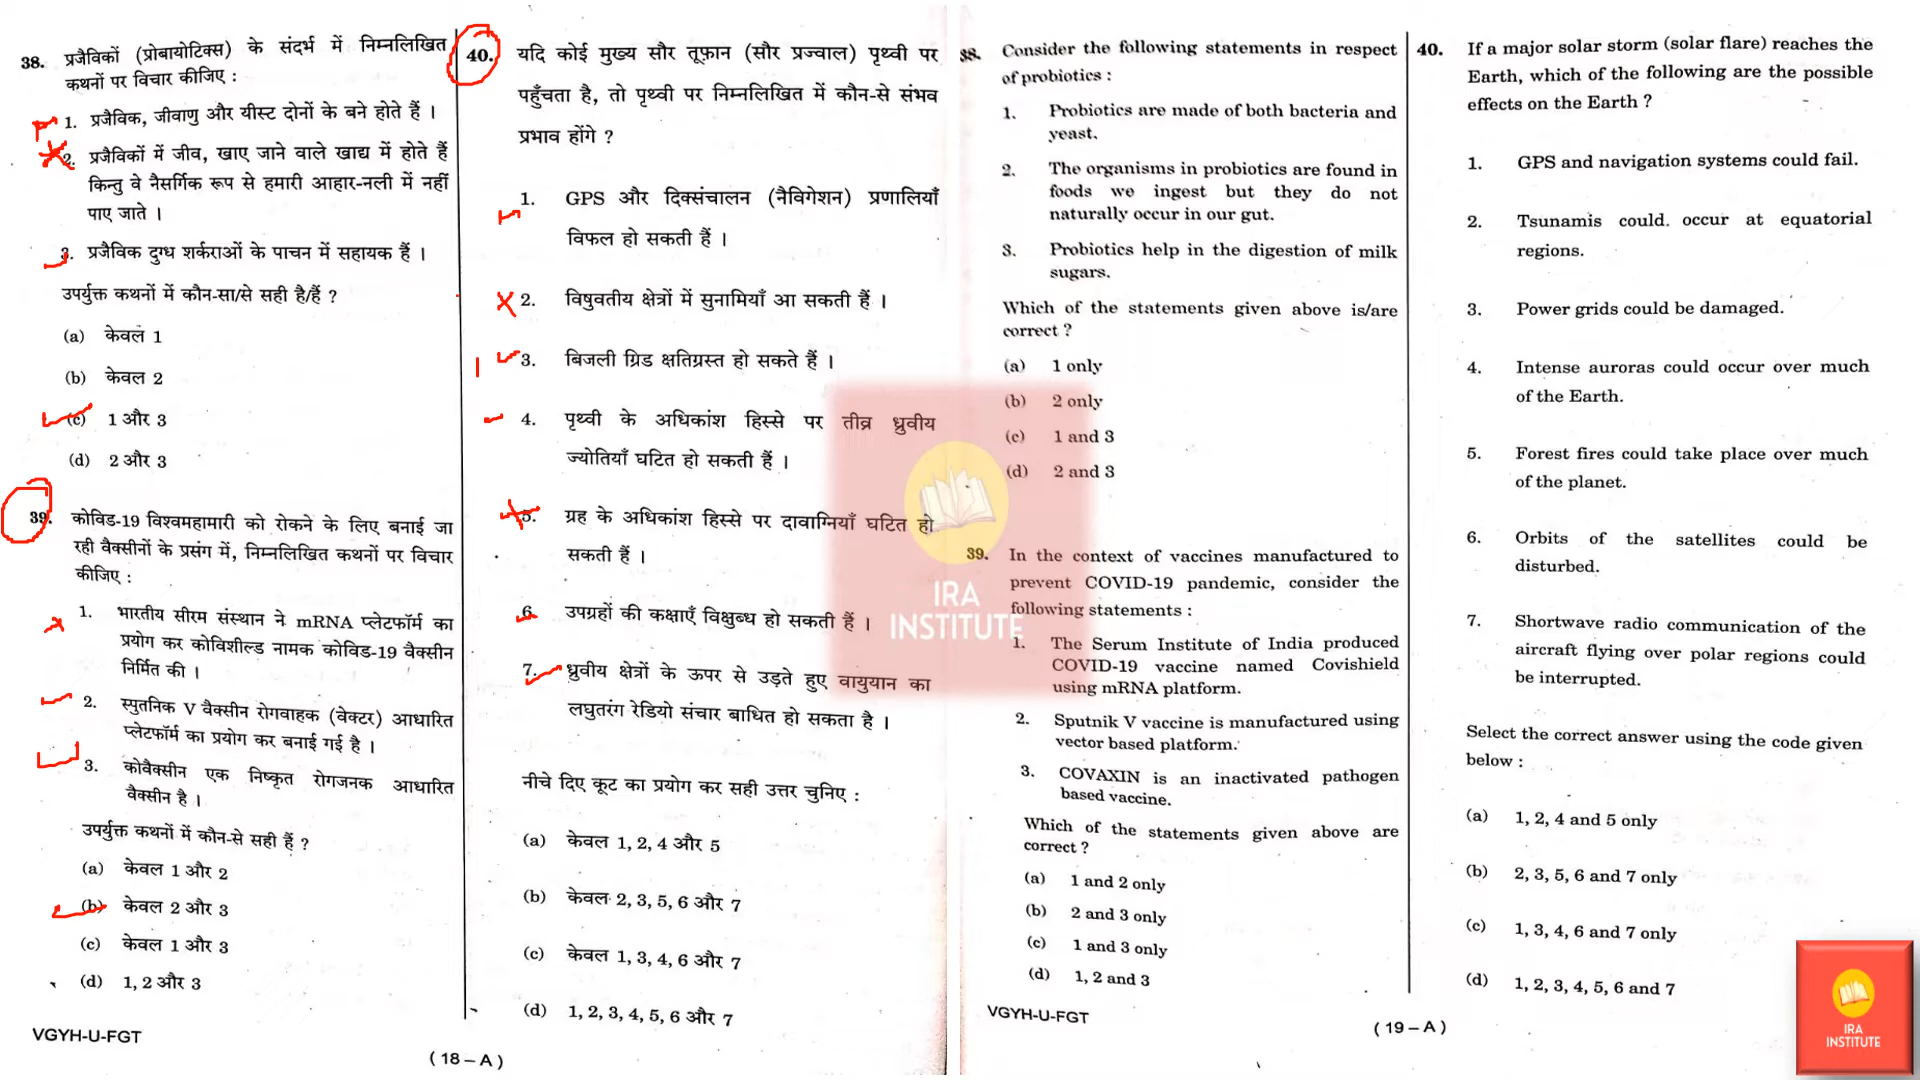 38. प्रजैविकों (प्रोबायोटिक्स) के संदर्भ में निम्नलिखित
कथनों पर विचार कीजिए :
1. प्रजैविक, जीवाणु और यीस्ट दोनों के बने होते हैं ।
2. प्रजैविकों में जीव, खाए जाने वाले खाद्य में होते हैं
किन्तु वे नैसर्गिक रूप से हमारी आहार-नली में नहीं
पाए जाते ।
3. प्रजैविक दुग्ध शर्कराओं के पाचन में सहायक हैं ।
उपर्युक्त कथनों में कौन-सा/से सही है/हैं ?
(a) केवल 1
(b) केवल 2
(c) 1 और 3
(d) 2 और 3
39. कोविड-19 विश्वमहामारी को रोकने के लिए बनाई जा
रही वैक्सीनों के प्रसंग में, निम्नलिखित कथनों पर विचार
कीजिए :
1. भारतीय सीरम संस्थान ने mRNA प्लेटफॉर्म का
प्रयोग कर कोविशील्ड नामक कोविड-19 वैक्सीन
निर्मित की ।
2. स्पुतनिक V वैक्सीन रोगवाहक (वेक्टर) आधारित
प्लेटफॉर्म का प्रयोग कर बनाई गई है ।
3. कोवैक्सीन एक निष्कृत रोगजनक आधारित
वैक्सीन है ।
उपर्युक्त कथनों में कौन-से सही हैं ?
(a) केवल 1 और 2
(b) केवल 2 और 3
(c) केवल 1 और 3
(d) 1, 2 और 3
VGYH-U-FGT
( 18 – A )
40. यदि कोई मुख्य सौर तूफ़ान (सौर प्रज्वाल) पृथ्वी पर
पहुँचता है, तो पृथ्वी पर निम्नलिखित में कौन-से संभव
प्रभाव होंगे ?
1. GPS और दिक्संचालन (नैविगेशन) प्रणालियाँ
विफल हो सकती हैं ।
2. विषुवतीय क्षेत्रों में सुनामियाँ आ सकती हैं ।
3. बिजली ग्रिड क्षतिग्रस्त हो सकते हैं ।
4. पृथ्वी के अधिकांश हिस्से पर तीव्र ध्रुवीय
ज्योतियाँ घटित हो सकती हैं ।
5. ग्रह के अधिकांश हिस्से पर दावाग्नियाँ घटित हो
सकती हैं ।
6. उपग्रहों की कक्षाएँ विक्षुब्ध हो सकती हैं ।
7. ध्रुवीय क्षेत्रों के ऊपर से उड़ते हुए वायुयान का
लघुतरंग रेडियो संचार बाधित हो सकता है ।
नीचे दिए कूट का प्रयोग कर सही उत्तर चुनिए :
(a) केवल 1, 2, 4 और 5
(b) केवल 2, 3, 5, 6 और 7
(c) केवल 1, 3, 4, 6 और 7
(d) 1, 2, 3, 4, 5, 6 और 7
38. Consider the following statements in respect
of probiotics :
1. Probiotics are made of both bacteria and
yeast.
2. The organisms in probiotics are found in
foods we ingest but they do not
naturally occur in our gut.
3. Probiotics help in the digestion of milk
sugars.
Which of the statements given above is/are
correct ?
(a) 1 only
(b) 2 only
(c) 1 and 3
(d) 2 and 3
39. In the context of vaccines manufactured to
prevent COVID-19 pandemic, consider the
following statements :
1. The Serum Institute of India produced
COVID-19 vaccine named Covishield
using mRNA platform.
2. Sputnik V vaccine is manufactured using
vector based platform.
3. COVAXIN is an inactivated pathogen
based vaccine.
Which of the statements given above are
correct ?
(a) 1 and 2 only
(b) 2 and 3 only
(c) 1 and 3 only
(d) 1, 2 and 3
VGYH-U-FGT
( 19 – A )
40. If a major solar storm (solar flare) reaches the
Earth, which of the following are the possible
effects on the Earth ?
1. GPS and navigation systems could fail.
2. Tsunamis could occur at equatorial
regions.
3. Power grids could be damaged.
4. Intense auroras could occur over much
of the Earth.
5. Forest fires could take place over much
of the planet.
6. Orbits of the satellites could be
disturbed.
7. Shortwave radio communication of the
aircraft flying over polar regions could
be interrupted.
Select the correct answer using the code given
below :
(a) 1, 2, 4 and 5 only
(b) 2, 3, 5, 6 and 7 only
(c) 1, 3, 4, 6 and 7 only
(d) 1, 2, 3, 4, 5, 6 and 7
IRA
INSTITUTE
IRA
INSTITUTE